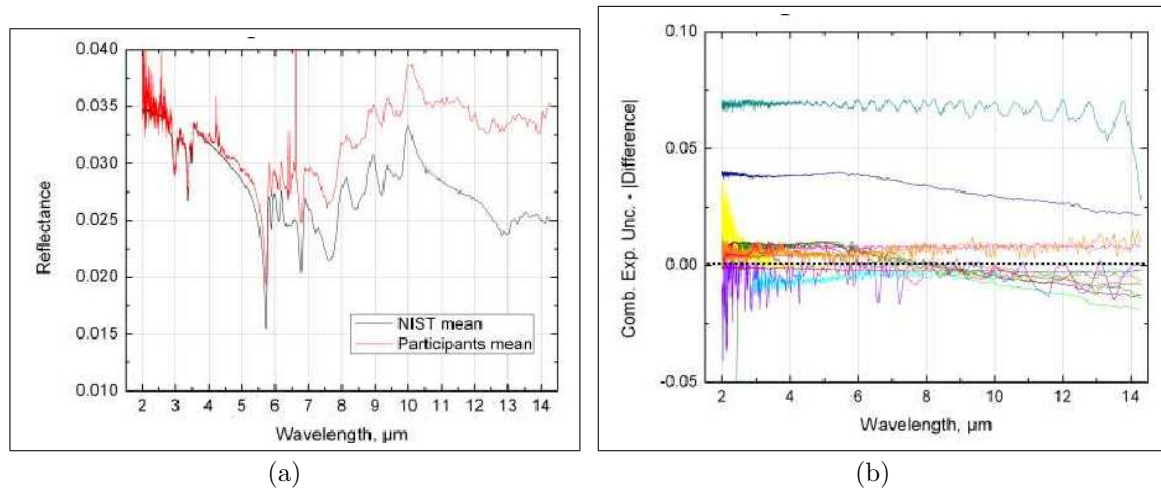 0.040
0.035
0.030
0.025
0.020
0.015
0.010
Reflectance
NIST mean
Participants mean
2 3 4 5 6 7 8 9 10 11 12 13 14
Wavelength, µm
(a)
0.10
0.05
0.00
-0.05
Comb. Exp. Unc. - |Difference|
2 4 6 8 10 12 14
Wavelength, µm
(b)